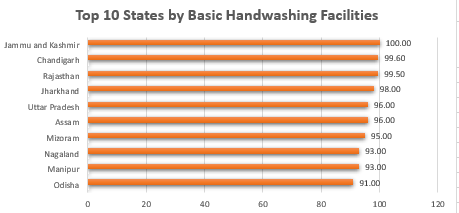 Top 10 States by Basic Handwashing Facilities
Jammu and Kashmir 100.00
Chandigarh 99.60
Rajasthan 99.50
Jharkhand 98.00
Uttar Pradesh 96.00
Assam 96.00
Mizoram 95.00
Nagaland 93.00
Manipur 93.00
Odisha 91.00
0 20 40 60 80 100 120